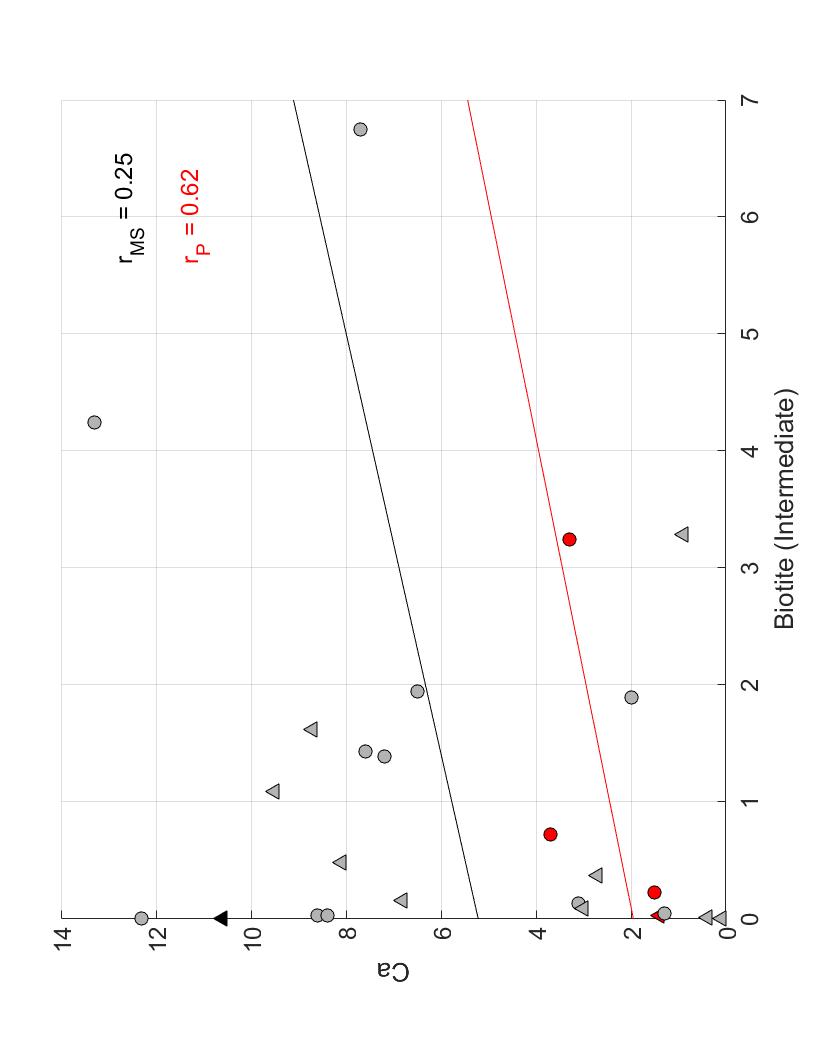 14
12
10
8
6
4
2
0
Ca
r_MS = 0.25
r_P = 0.62
0 1 2 3 4 5 6 7
Biotite (Intermediate)